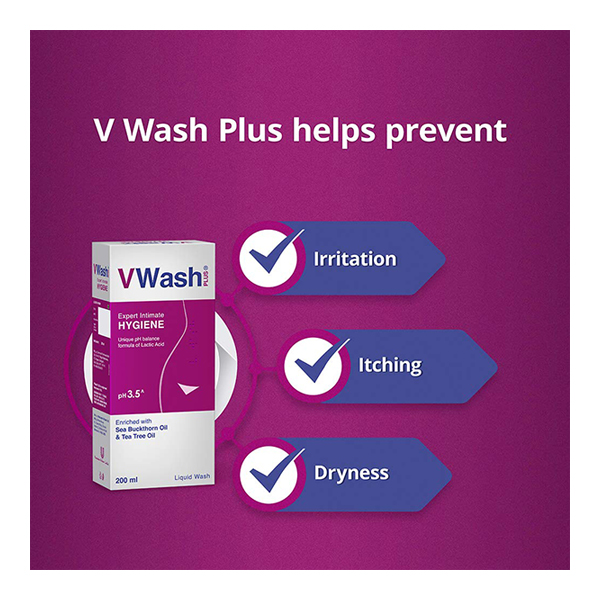 V Wash Plus helps prevent
VWash PLUS
Expert Intimate
HYGIENE
Unique pH balance
formula of Lactic Acid
pH 3.5^
Enriched with
Sea Buckthorn Oil
& Tea Tree Oil
200 ml
Liquid Wash
Irritation
Itching
Dryness